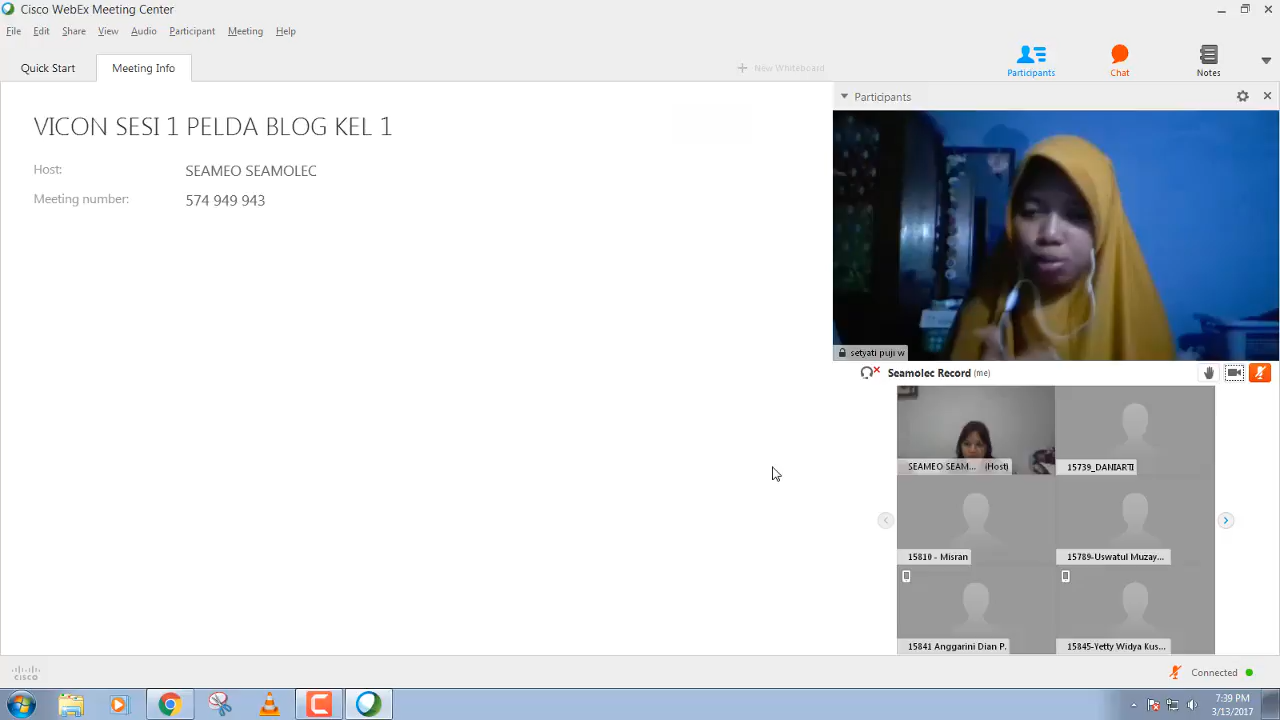 Cisco WebEx Meeting Center
File Edit Share View Audio Participant Meeting Help
Quick Start
Meeting Info
New Whiteboard
Participants
Chat
Notes
Participants
VICON SESI 1 PELDA BLOG KEL 1
Host: SEAMEO SEAMOLEC
Meeting number: 574 949 943
setyati puji w
Seamolec Record (me)
SEAMEO SEAM... (Host)
15739_DANIARTI
15810 - Misran
15789-Uswatul Muzay...
15841 Anggarini Dian P.
15845-Yetty Widya Kus...
cisco
Connected
7:39 PM
3/13/2017